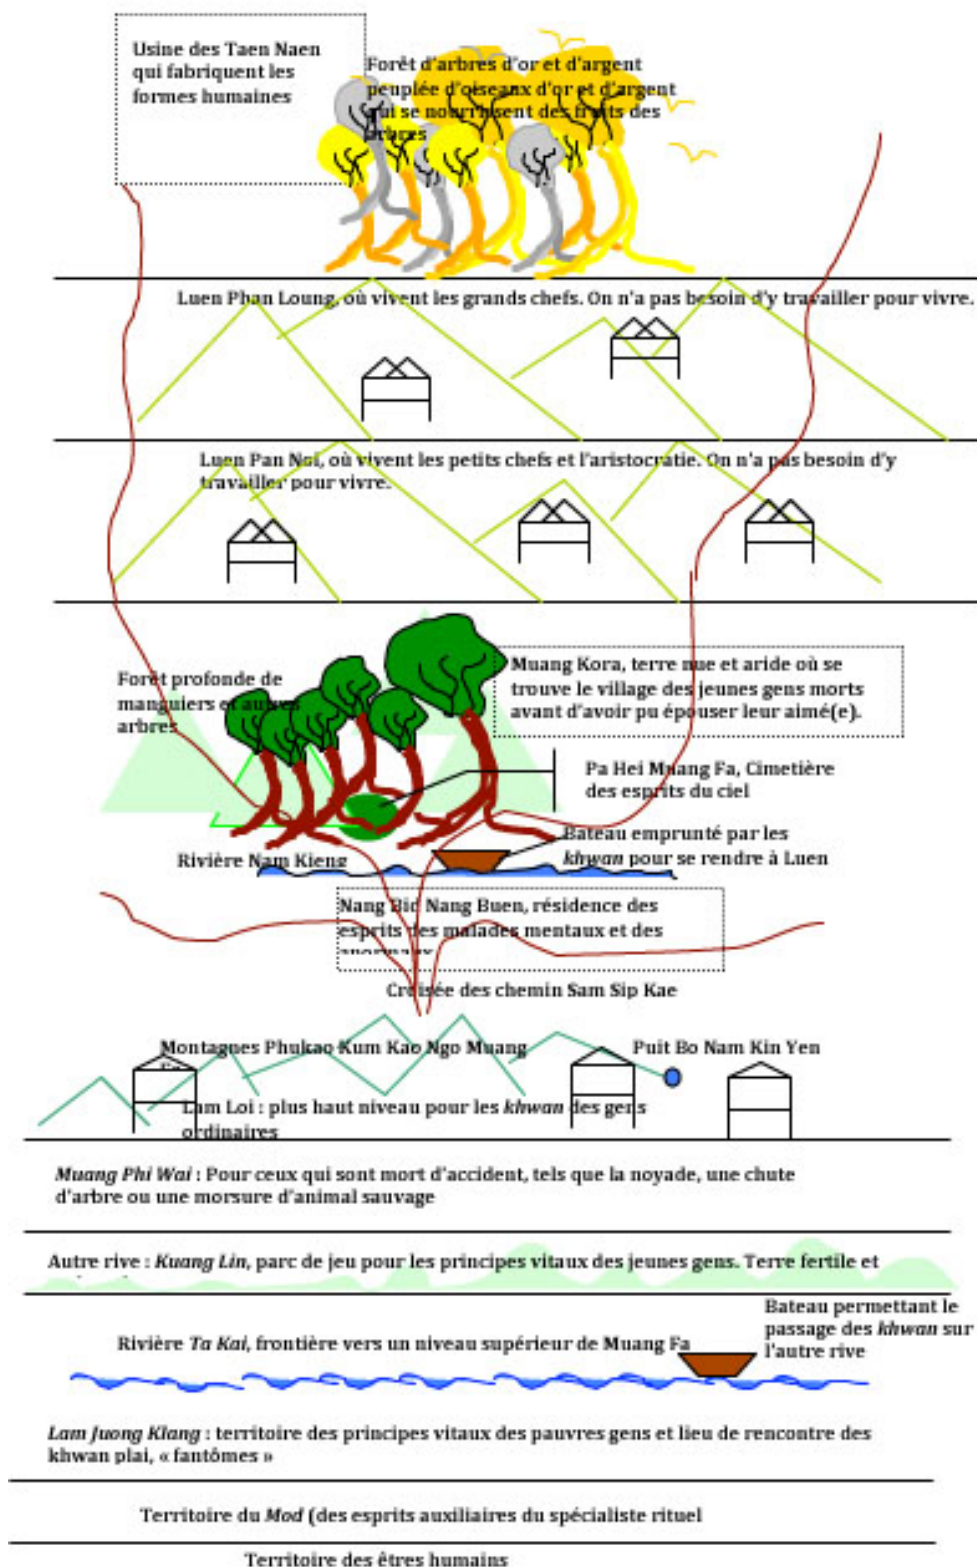 Usine des Taen Naen
qui fabriquent les
formes humaines
Forêt d'arbres d'or et d'argent
peuplée d'oiseaux d'or et d'argent
qui se nourrissent des fruits des
arbres
Luen Phan Loung, où vivent les grands chefs. On n'a pas besoin d'y travailler pour vivre.
Luen Pan Noi, où vivent les petits chefs et l'aristocratie. On n'a pas besoin d'y
travailler pour vivre.
Forêt profonde de
manguiers et autres
arbres
Muang Kora, terre nue et aride où se
trouve le village des jeunes gens morts
avant d'avoir pu épouser leur aimé(e).
Pa Hei Muang Fa, Cimetière
des esprits du ciel
Bateau emprunté par les
khwan pour se rendre à Luen
Rivière Nam Kieng
Nang Bio Nang Buen, résidence des
esprits des malades mentaux et des
Croisée des chemin Sam Sip Kae
Montagnes Phukao Kum Kao Ngo Muang
Puit Bo Nam Kin Yen
Lam Loi : plus haut niveau pour les khwan des gens
ordinaires
Muang Phi Wai : Pour ceux qui sont mort d'accident, tels que la noyade, une chute
d'arbre ou une morsure d'animal sauvage
Autre rive : Kuang Lin, parc de jeu pour les principes vitaux des jeunes gens. Terre fertile et
Bateau permettant le
passage des khwan sur
l'autre rive
Rivière Ta Kai, frontière vers un niveau supérieur de Muang Fa
Lam Juong Klang : territoire des principes vitaux des pauvres gens et lieu de rencontre des
khwan plai, « fantômes »
Territoire du Mod (des esprits auxiliaires du spécialiste rituel
Territoire des êtres humains